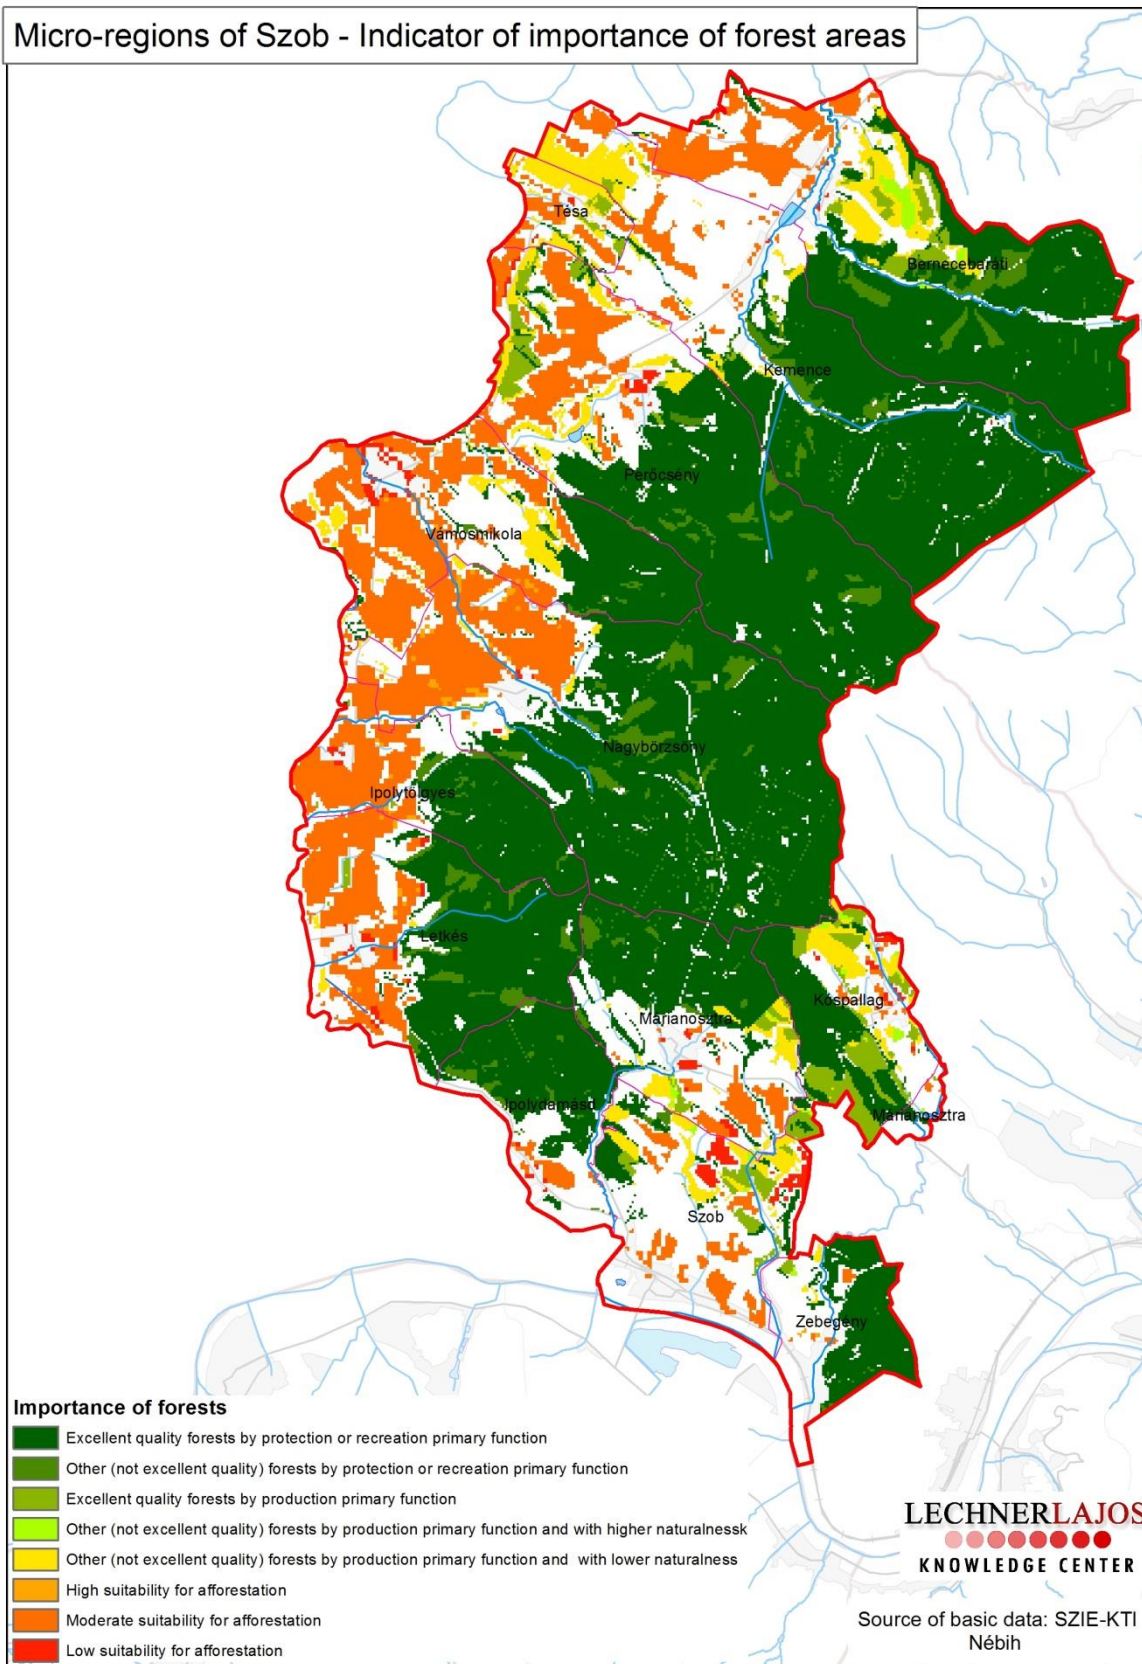 Micro-regions of Szob - Indicator of importance of forest areas
Tésa
Bernecebaráti
Kemence
Perőcsény
Vámosmikola
Nagybörzsöny
Ipolytölgyes
Letkés
Kóspallag
Márianosztra
Márianosztra
Ipolydamásd
Szob
Zebegény
Importance of forests
Excellent quality forests by protection or recreation primary function
Other (not excellent quality) forests by protection or recreation primary function
Excellent quality forests by production primary function
Other (not excellent quality) forests by production primary function and with higher naturalnessk
Other (not excellent quality) forests by production primary function and with lower naturalness
High suitability for afforestation
Moderate suitability for afforestation
Low suitability for afforestation
LECHNERLAJOS
KNOWLEDGE CENTER
Source of basic data: SZIE-KTI
Nébih